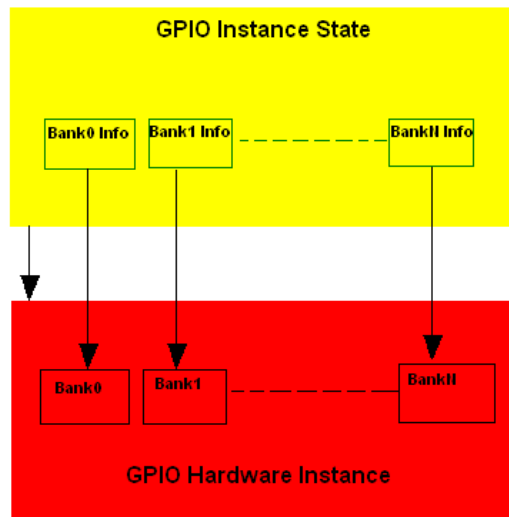 GPIO Instance State
Bank0 Info
Bank1 Info
BankN Info
Bank0
Bank1
BankN
GPIO Hardware Instance